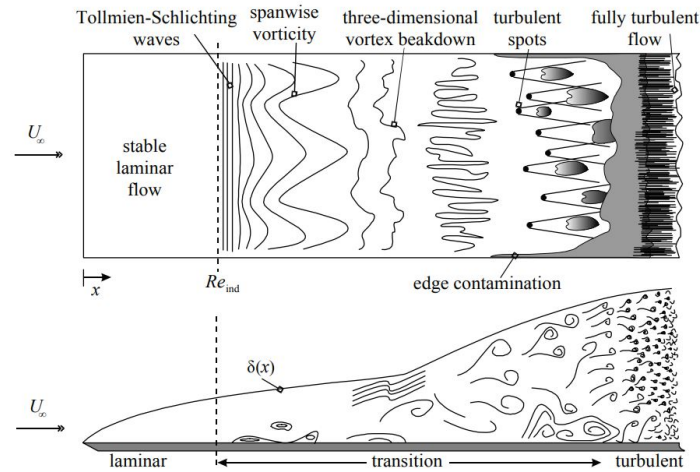 Tollmien-Schlichting
waves
spanwise
vorticity
three-dimensional
vortex beakdown
turbulent
spots
fully turbulent
flow
U∞
stable
laminar
flow
x
Re_ind
edge contamination
δ(x)
U∞
laminar
transition
turbulent